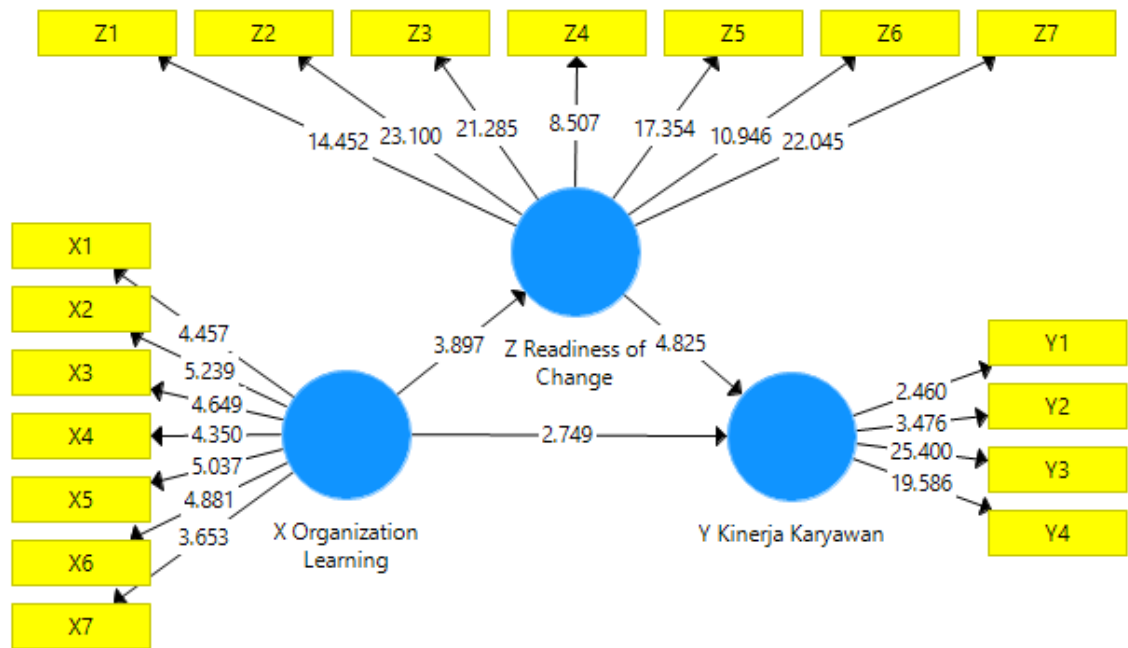 Z1
Z2
Z3
Z4
Z5
Z6
Z7
14.452
23.100
21.285
8.507
17.354
10.946
22.045
X1
X2
X3
X4
X5
X6
X7
4.457
5.239
4.649
4.350
5.037
4.881
3.653
3.897
Z Readiness of
Change
4.825
2.749
X Organization
Learning
Y Kinerja Karyawan
2.460
3.476
25.400
19.586
Y1
Y2
Y3
Y4